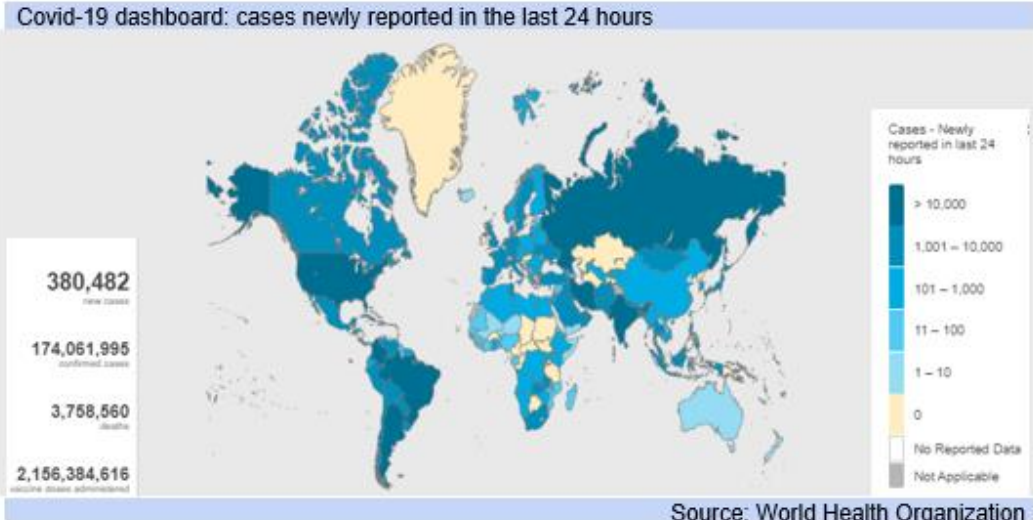 Covid-19 dashboard: cases newly reported in the last 24 hours
380,482
new cases
174,061,995
confirmed cases
3,758,560
deaths
2,156,384,616
vaccine doses administered
Cases - Newly
reported in last 24
hours
> 10,000
1,001 – 10,000
101 – 1,000
11 – 100
1 – 10
0
No Reported Data
Not Applicable
Source: World Health Organization